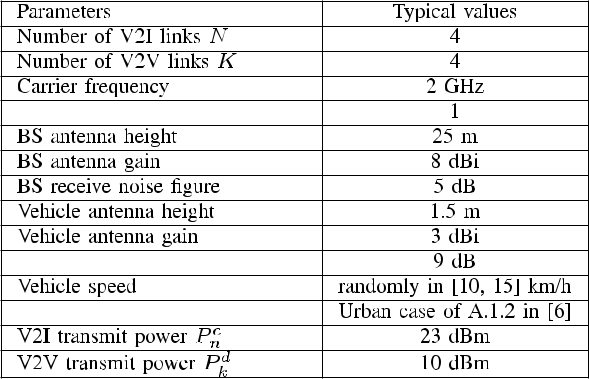 Parameters Typical values
Number of V2I links N 4
Number of V2V links K 4
Carrier frequency 2 GHz
1
BS antenna height 25 m
BS antenna gain 8 dBi
BS receive noise figure 5 dB
Vehicle antenna height 1.5 m
Vehicle antenna gain 3 dBi
9 dB
Vehicle speed randomly in [10, 15] km/h
Urban case of A.1.2 in [6]
V2I transmit power P_n^c 23 dBm
V2V transmit power P_k^d 10 dBm